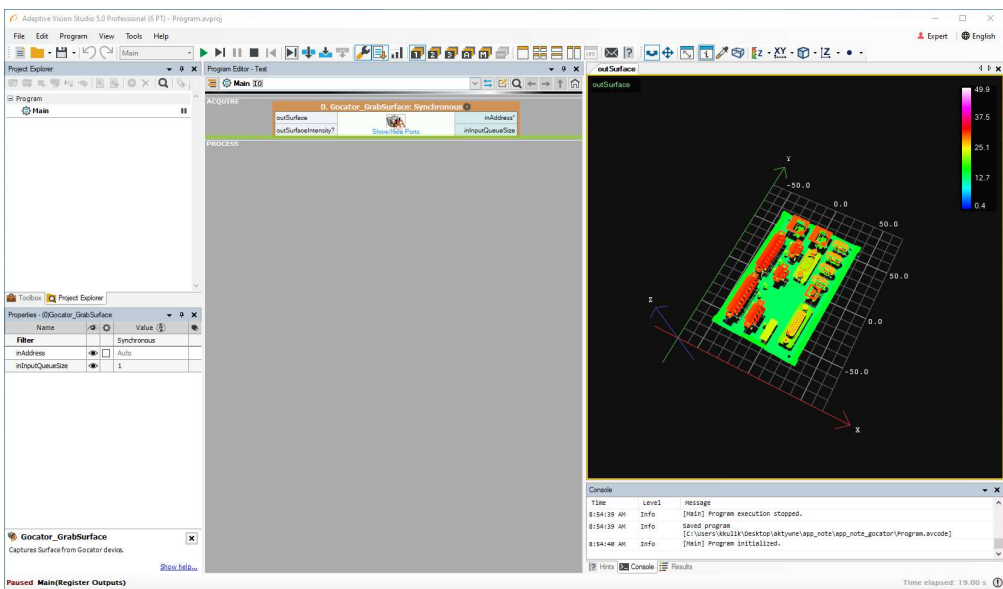 Adaptive Vision Studio 5.0 Professional (6 PT) - Program.avproj
File Edit Program View Tools Help
Expert English
Main
Project Explorer
Program
Main
Toolbox Project Explorer
Properties - (0)Gocator_GrabSurface
Name Value
Filter Synchronous
inAddress Auto
inInputQueueSize 1
Gocator_GrabSurface
Captures Surface from Gocator device.
Show help...
Program Editor - Test
Main IO
ACQUIRE
0. Gocator_GrabSurface: Synchronous
outSurface inAddress*
outSurfaceIntensity? Show/Hide Ports inInputQueueSize
PROCESS
outSurface
outSurface
49.9
37.5
25.1
12.7
0.4
Y
-50.0
0.0
50.0
50.0
Z
0.0
-50.0
X
Console
Time Level Message
8:54:39 AM Info [Main] Program execution stopped.
8:54:39 AM Info Saved program
[C:\Users\kkulik\Desktop\aktywne\app_note\app_note_gocator\Program.avcode]
8:54:40 AM Info [Main] Program initialized.
Hints Console Results
Paused Main(Register Outputs) Time elapsed: 19.00 s